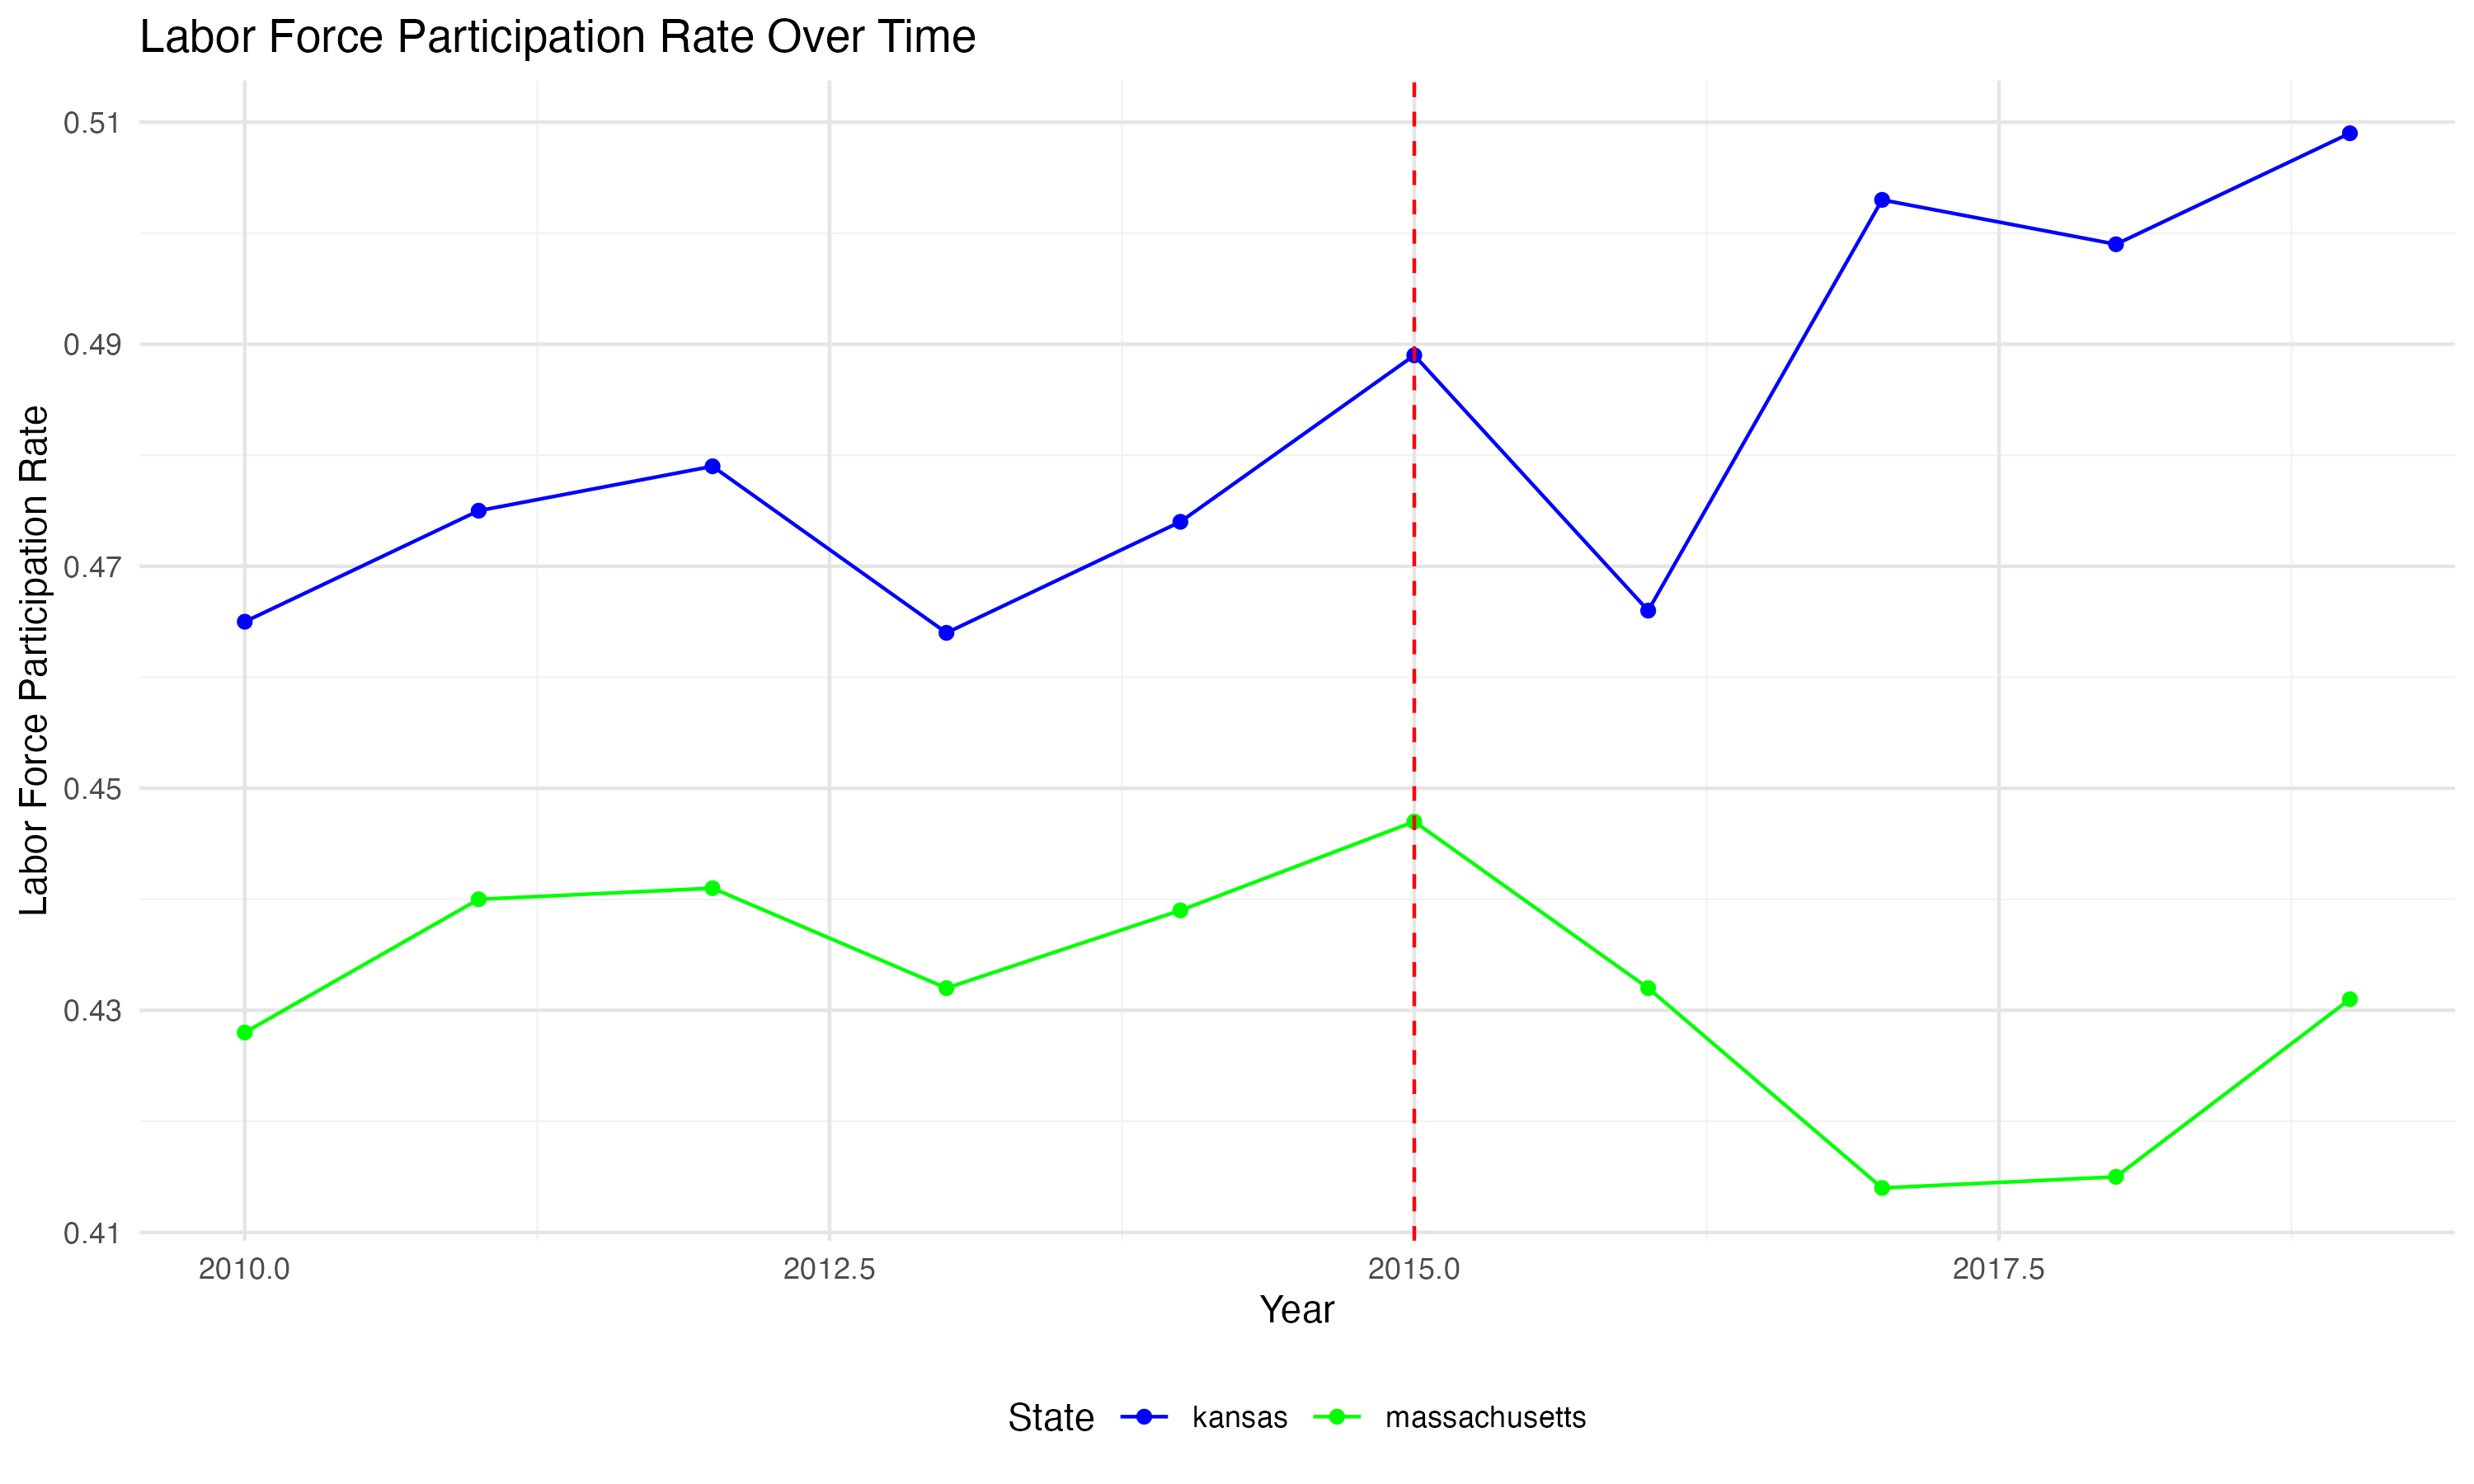 Labor Force Participation Rate Over Time
Labor Force Participation Rate
0.51
0.49
0.47
0.45
0.43
0.41
2010.0 2012.5 2015.0 2017.5
Year
State kansas massachusetts